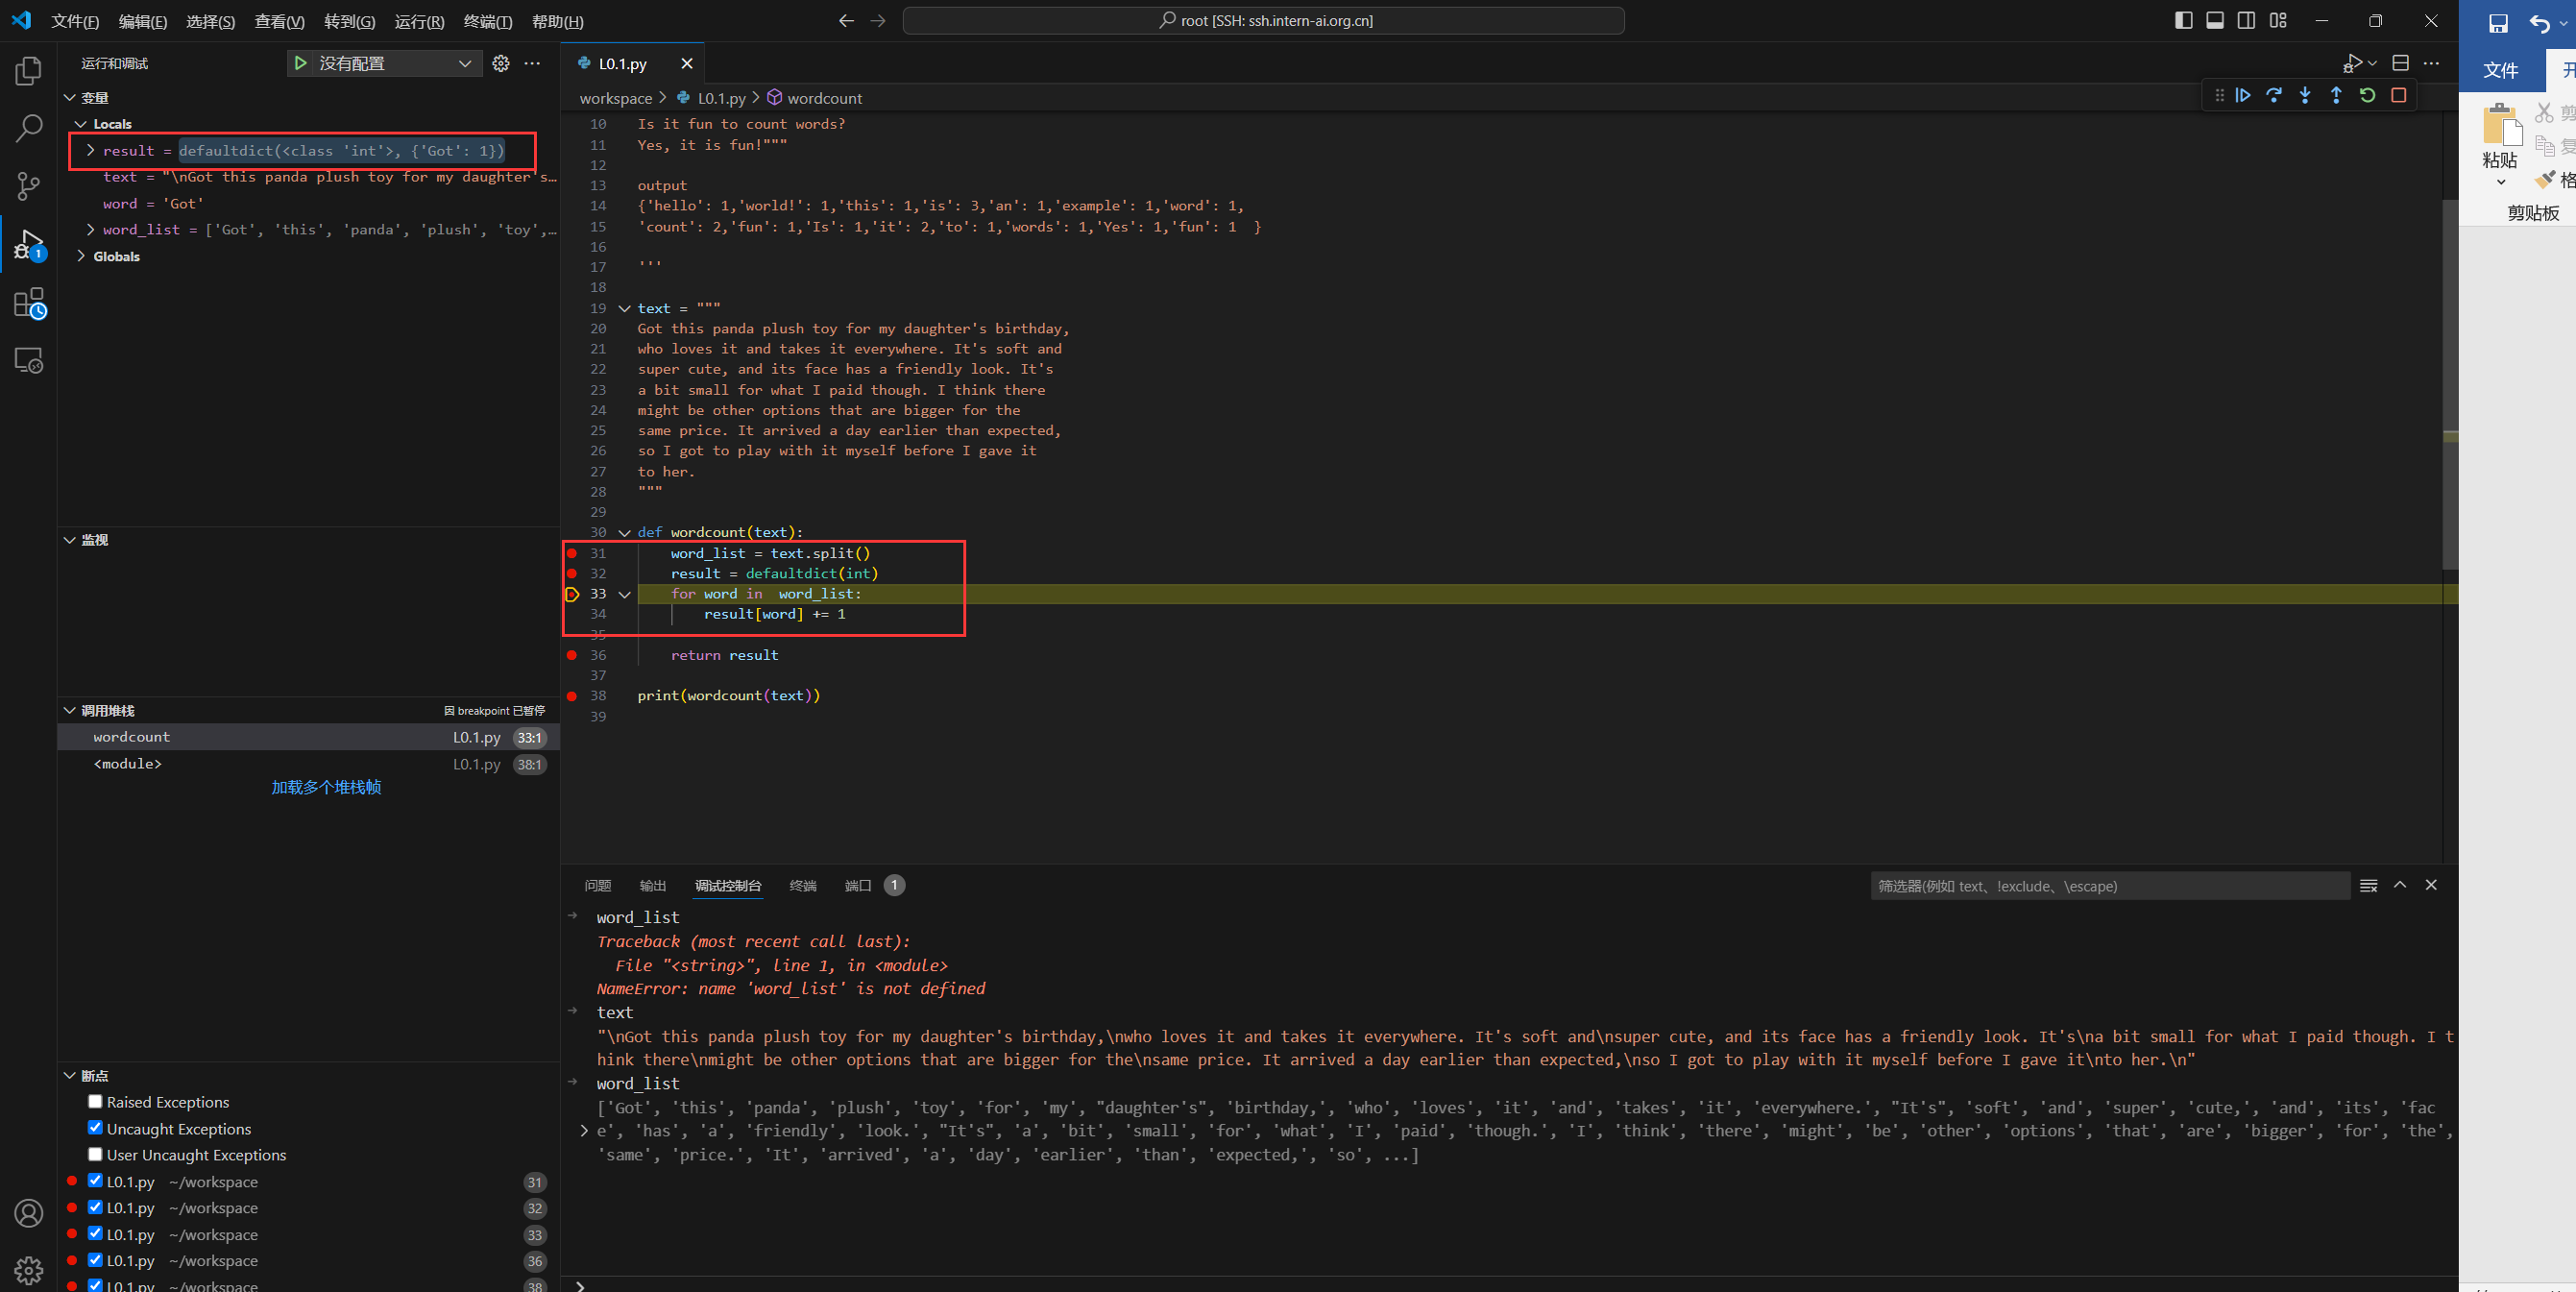 文件(F) 编辑(E) 选择(S) 查看(V) 转到(G) 运行(R) 终端(T) 帮助(H)
root [SSH: ssh.intern-ai.org.cn]
运行和调试
没有配置
变量
Locals
result = defaultdict(<class 'int'>, {'Got': 1})
text = "\nGot this panda plush toy for my daughter's…
word = 'Got'
word_list = ['Got', 'this', 'panda', 'plush', 'toy',…
Globals
监视
调用堆栈
因 breakpoint 已暂停
wordcount L0.1.py 33:1
<module> L0.1.py 38:1
加载多个堆栈帧
断点
Raised Exceptions
Uncaught Exceptions
User Uncaught Exceptions
L0.1.py ~/workspace 31
L0.1.py ~/workspace 32
L0.1.py ~/workspace 33
L0.1.py ~/workspace 36
L0.1.py ~/workspace 38
1
L0.1.py
workspace > L0.1.py > wordcount
10 Is it fun to count words?
11 Yes, it is fun!"""
12
13 output
14 {'hello': 1,'world!': 1,'this': 1,'is': 3,'an': 1,'example': 1,'word': 1,
15 'count': 2,'fun': 1,'Is': 1,'it': 2,'to': 1,'words': 1,'Yes': 1,'fun': 1  }
16
17 '''
18
19 text = """
20 Got this panda plush toy for my daughter's birthday,
21 who loves it and takes it everywhere. It's soft and
22 super cute, and its face has a friendly look. It's
23 a bit small for what I paid though. I think there
24 might be other options that are bigger for the
25 same price. It arrived a day earlier than expected,
26 so I got to play with it myself before I gave it
27 to her.
28 """
29
30 def wordcount(text):
31 word_list = text.split()
32 result = defaultdict(int)
33 for word in  word_list:
34 result[word] += 1
35
36 return result
37
38 print(wordcount(text))
39
问题 输出 调试控制台 终端 端口 1
筛选器(例如 text、!exclude、\escape)
word_list
Traceback (most recent call last):
File "<string>", line 1, in <module>
NameError: name 'word_list' is not defined
text
"\nGot this panda plush toy for my daughter's birthday,\nwho loves it and takes it everywhere. It's soft and\nsuper cute, and its face has a friendly look. It's\na bit small for what I paid though. I t
hink there\nmight be other options that are bigger for the\nsame price. It arrived a day earlier than expected,\nso I got to play with it myself before I gave it\nto her.\n"
word_list
['Got', 'this', 'panda', 'plush', 'toy', 'for', 'my', "daughter's", 'birthday,', 'who', 'loves', 'it', 'and', 'takes', 'it', 'everywhere.', "It's", 'soft', 'and', 'super', 'cute,', 'and', 'its', 'fac
e', 'has', 'a', 'friendly', 'look.', "It's", 'a', 'bit', 'small', 'for', 'what', 'I', 'paid', 'though.', 'I', 'think', 'there', 'might', 'be', 'other', 'options', 'that', 'are', 'bigger', 'for', 'the',
'same', 'price.', 'It', 'arrived', 'a', 'day', 'earlier', 'than', 'expected,', 'so', ...]
文件
粘贴
剪贴板